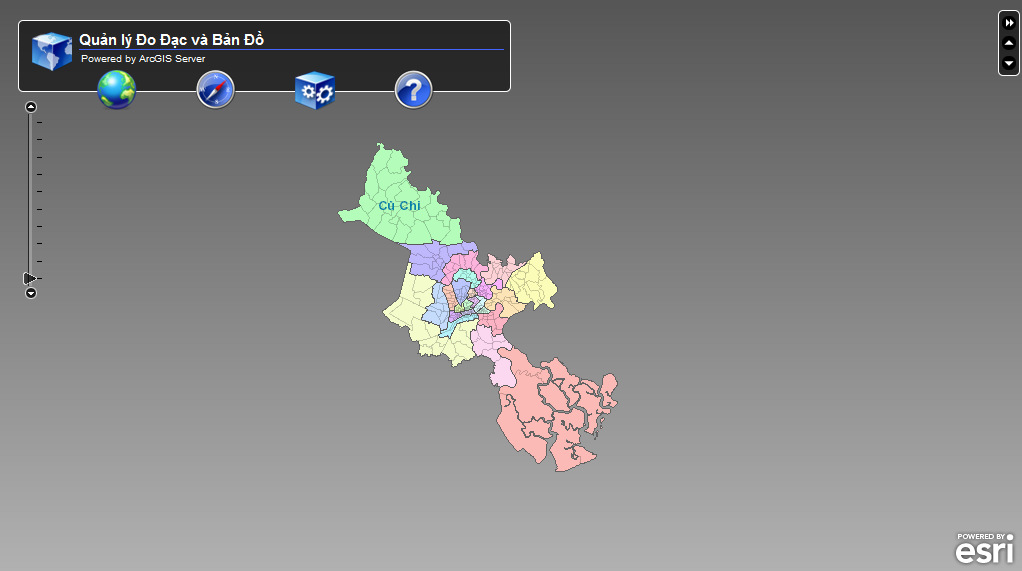 Quản lý Đo Đạc và Bản Đồ
Powered by ArcGIS Server
Củ Chi
POWERED BY
esri